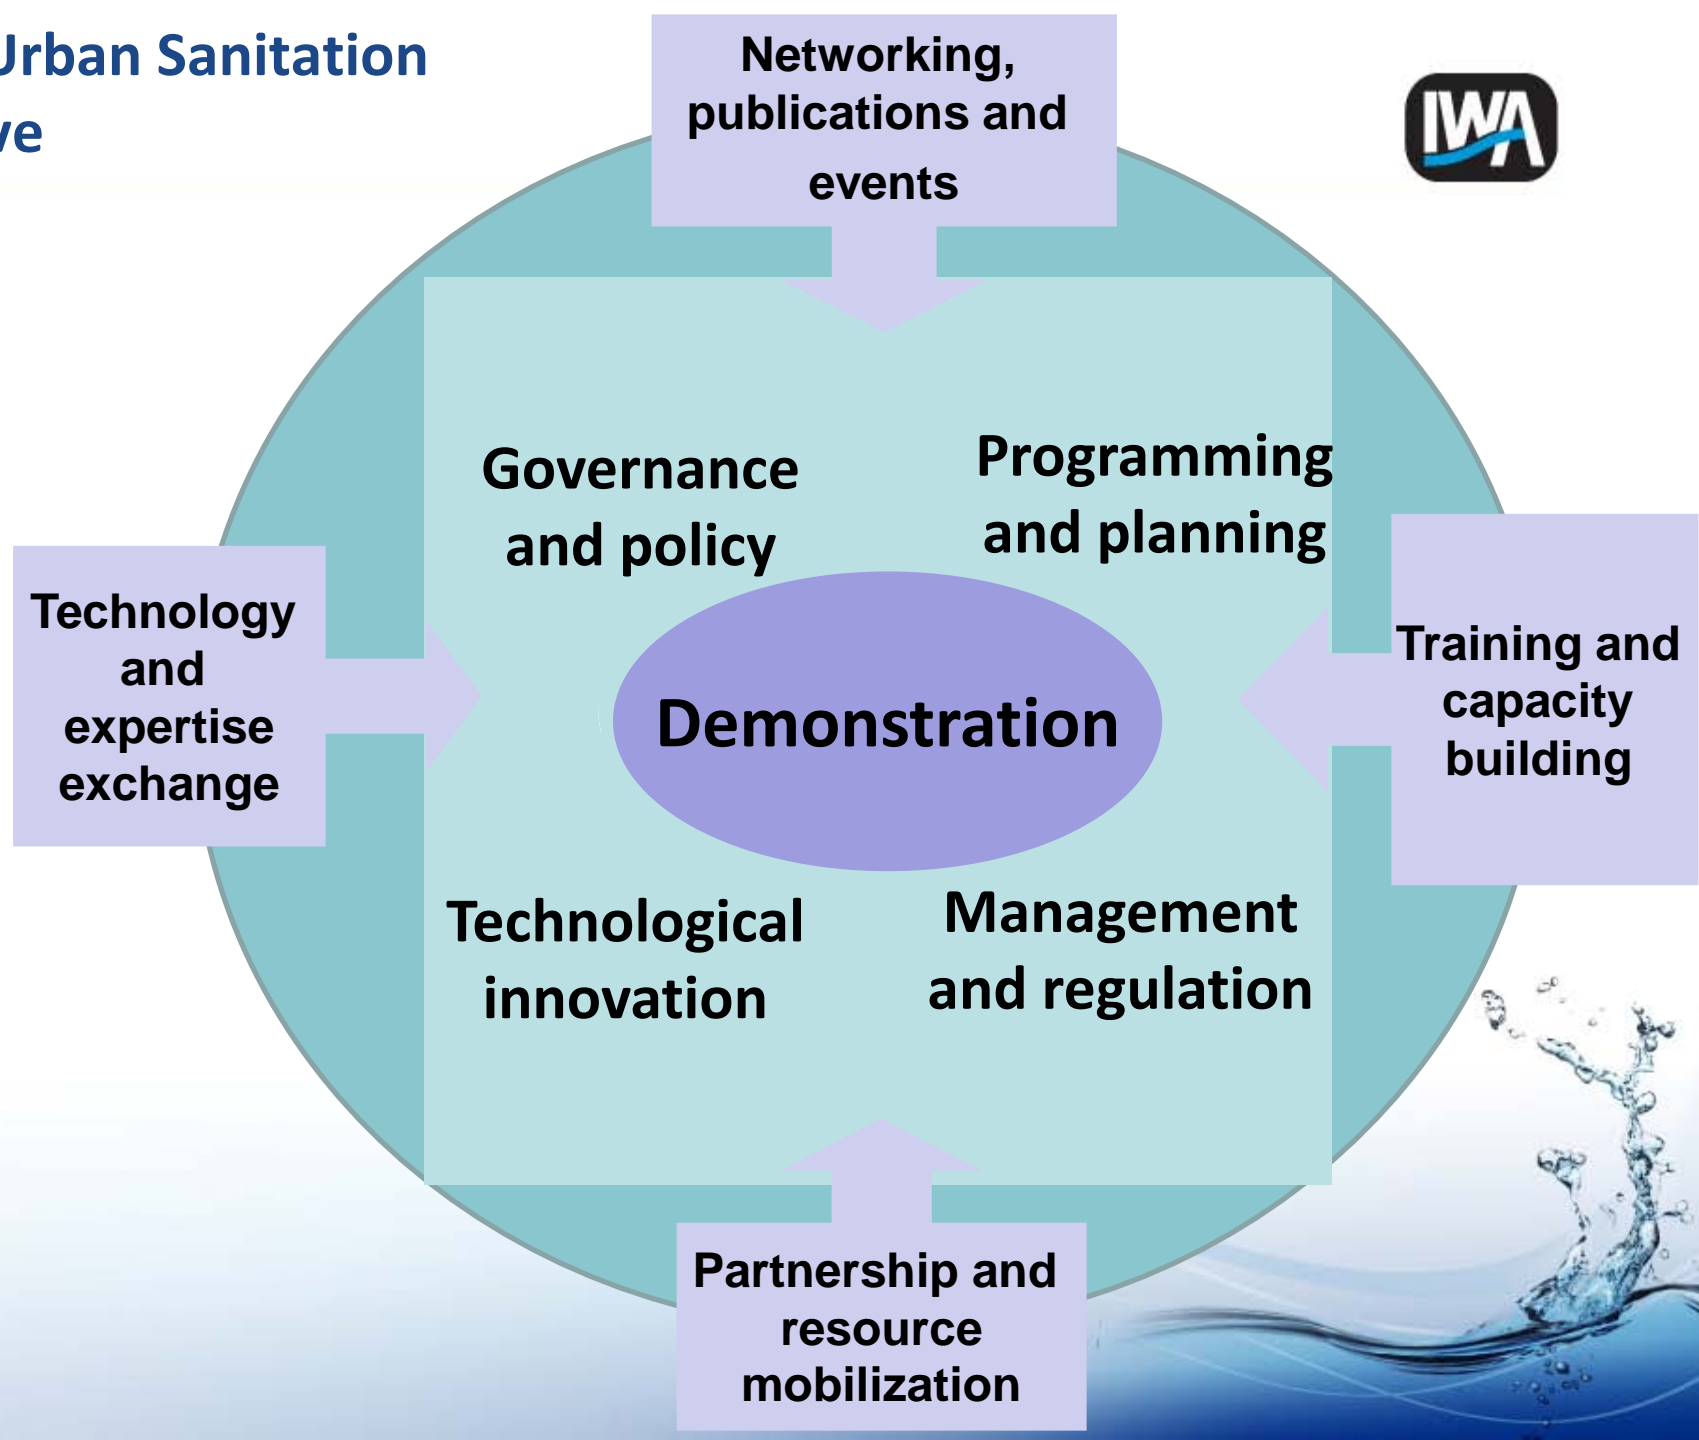 Urban Sanitation
ve
Networking,
publications and
events
IWA
Governance
and policy
Programming
and planning
Technology
and
expertise
exchange
Demonstration
Training and
capacity
building
Technological
innovation
Management
and regulation
Partnership and
resource
mobilization